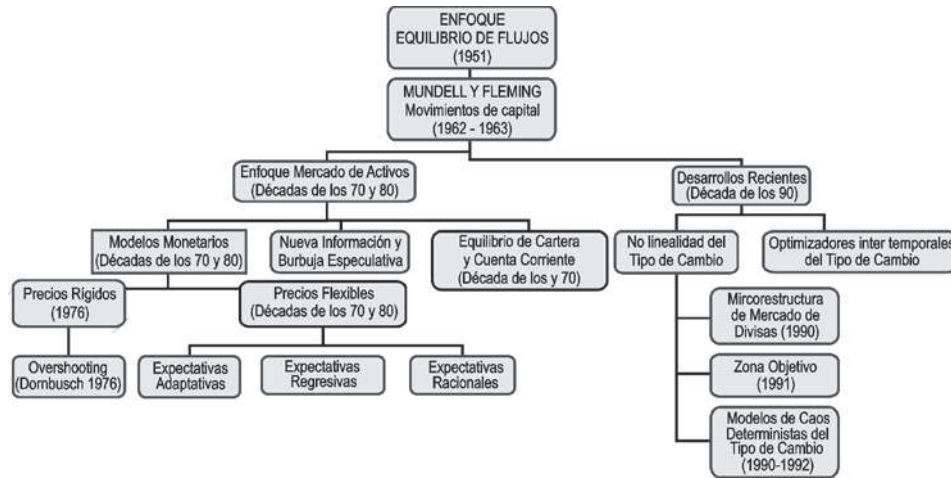 ENFOQUE
EQUILIBRIO DE FLUJOS
(1951)
MUNDELL Y FLEMING
Movimientos de capital
(1962 - 1963)
Enfoque Mercado de Activos
(Décadas de los 70 y 80)
Desarrollos Recientes
(Década de los 90)
Modelos Monetarios
(Décadas de los 70 y 80)
Nueva Información y
Burbuja Especulativa
Equilibrio de Cartera
y Cuenta Corriente
(Década de los y 70)
No linealidad del
Tipo de Cambio
Optimizadores inter temporales
del Tipo de Cambio
Precios Rígidos
(1976)
Precios Flexibles
(Décadas de los 70 y 80)
Mircorestructura
de Mercado de
Divisas (1990)
Overshooting
(Dornbusch 1976)
Expectativas
Adaptativas
Expectativas
Regresivas
Expectativas
Racionales
Zona Objetivo
(1991)
Modelos de Caos
Deterministas del
Tipo de Cambio
(1990-1992)